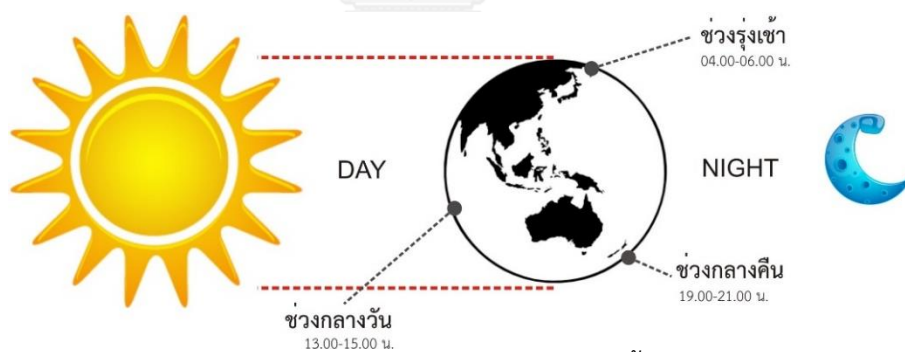 ช่วงรุ่งเช้า
04.00-06.00 น.
DAY
NIGHT
ช่วงกลางคืน
19.00-21.00 น.
ช่วงกลางวัน
13.00-15.00 น.